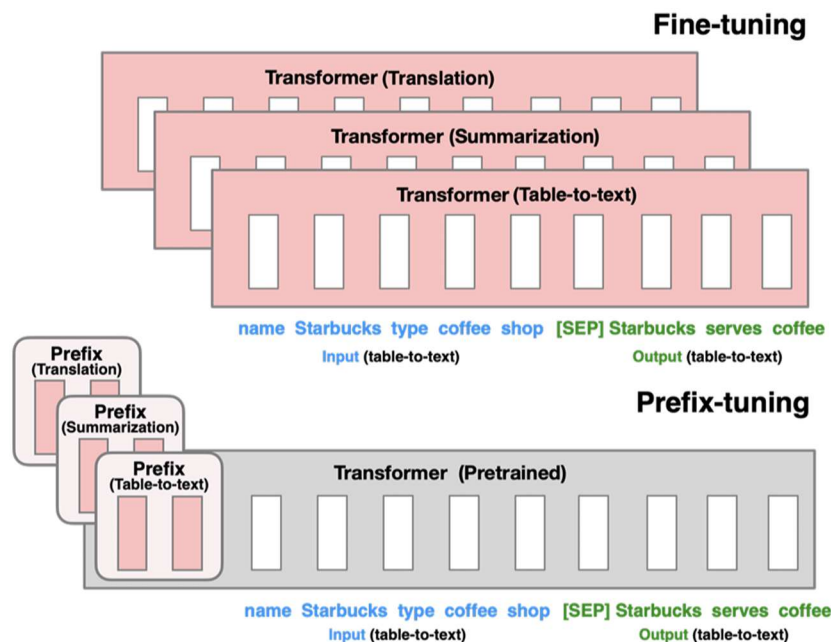 Fine-tuning
Transformer (Translation)
Transformer (Summarization)
Transformer (Table-to-text)
name Starbucks type coffee shop [SEP] Starbucks serves coffee
Input (table-to-text) Output (table-to-text)
Prefix
(Translation)
Prefix-tuning
Prefix
(Summarization)
Prefix
(Table-to-text)
Transformer (Pretrained)
name Starbucks type coffee shop [SEP] Starbucks serves coffee
Input (table-to-text) Output (table-to-text)